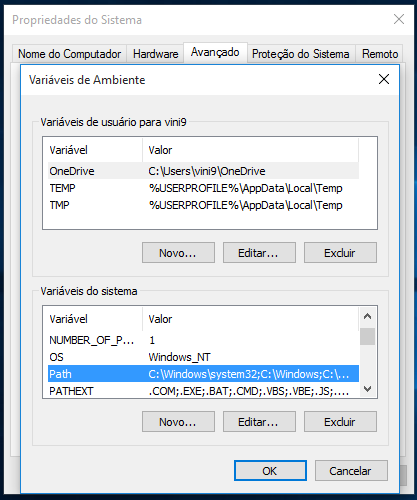 Propriedades do Sistema
Nome do Computador Hardware Avançado Proteção do Sistema Remoto
Variáveis de Ambiente
Variáveis de usuário para vini9
Variável Valor
OneDrive C:\Users\vini9\OneDrive
TEMP %USERPROFILE%\AppData\Local\Temp
TMP %USERPROFILE%\AppData\Local\Temp
Novo... Editar... Excluir
Variáveis do sistema
Variável Valor
NUMBER_OF_P... 1
OS Windows_NT
Path C:\Windows\system32;C:\Windows;C:\...
PATHEXT .COM;.EXE;.BAT;.CMD;.VBS;.VBE;.JS;....
Novo... Editar... Excluir
OK Cancelar